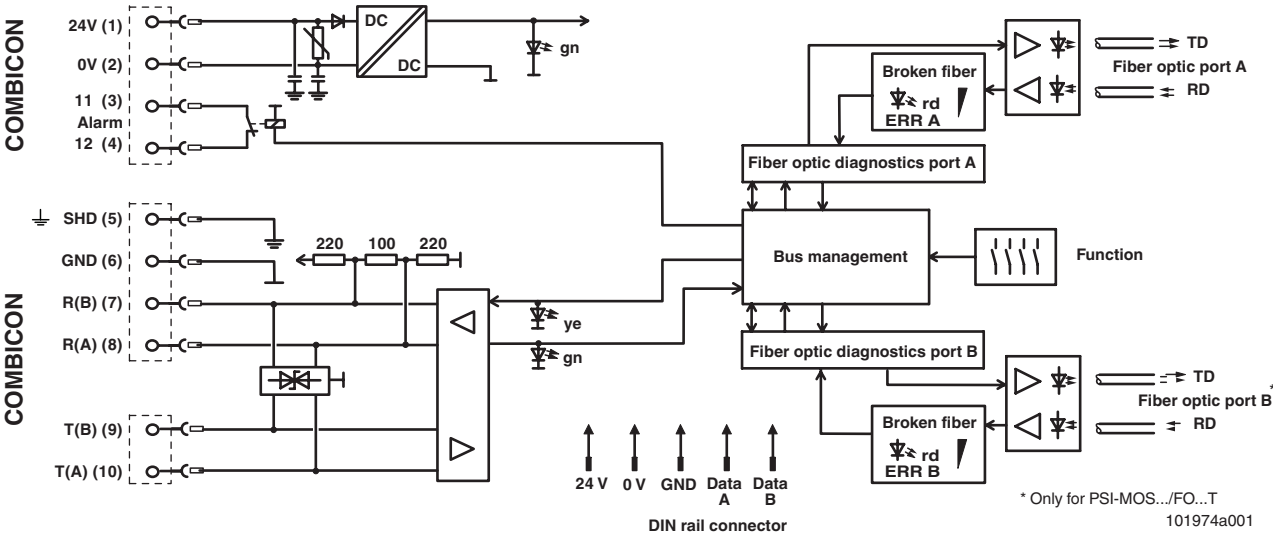 COMBICON
24V (1)
0V (2)
11 (3)
Alarm
12 (4)
DC
DC
gn
Broken fiber
rd
ERR A
TD
Fiber optic port A
RD
Fiber optic diagnostics port A
COMBICON
SHD (5)
GND (6)
R(B) (7)
R(A) (8)
T(B) (9)
T(A) (10)
220 100 220
ye
gn
Bus management
Function
Fiber optic diagnostics port B
Broken fiber
rd
ERR B
TD
Fiber optic port B*
RD
24 V 0 V GND Data A Data B
DIN rail connector
* Only for PSI-MOS.../FO...T
101974a001